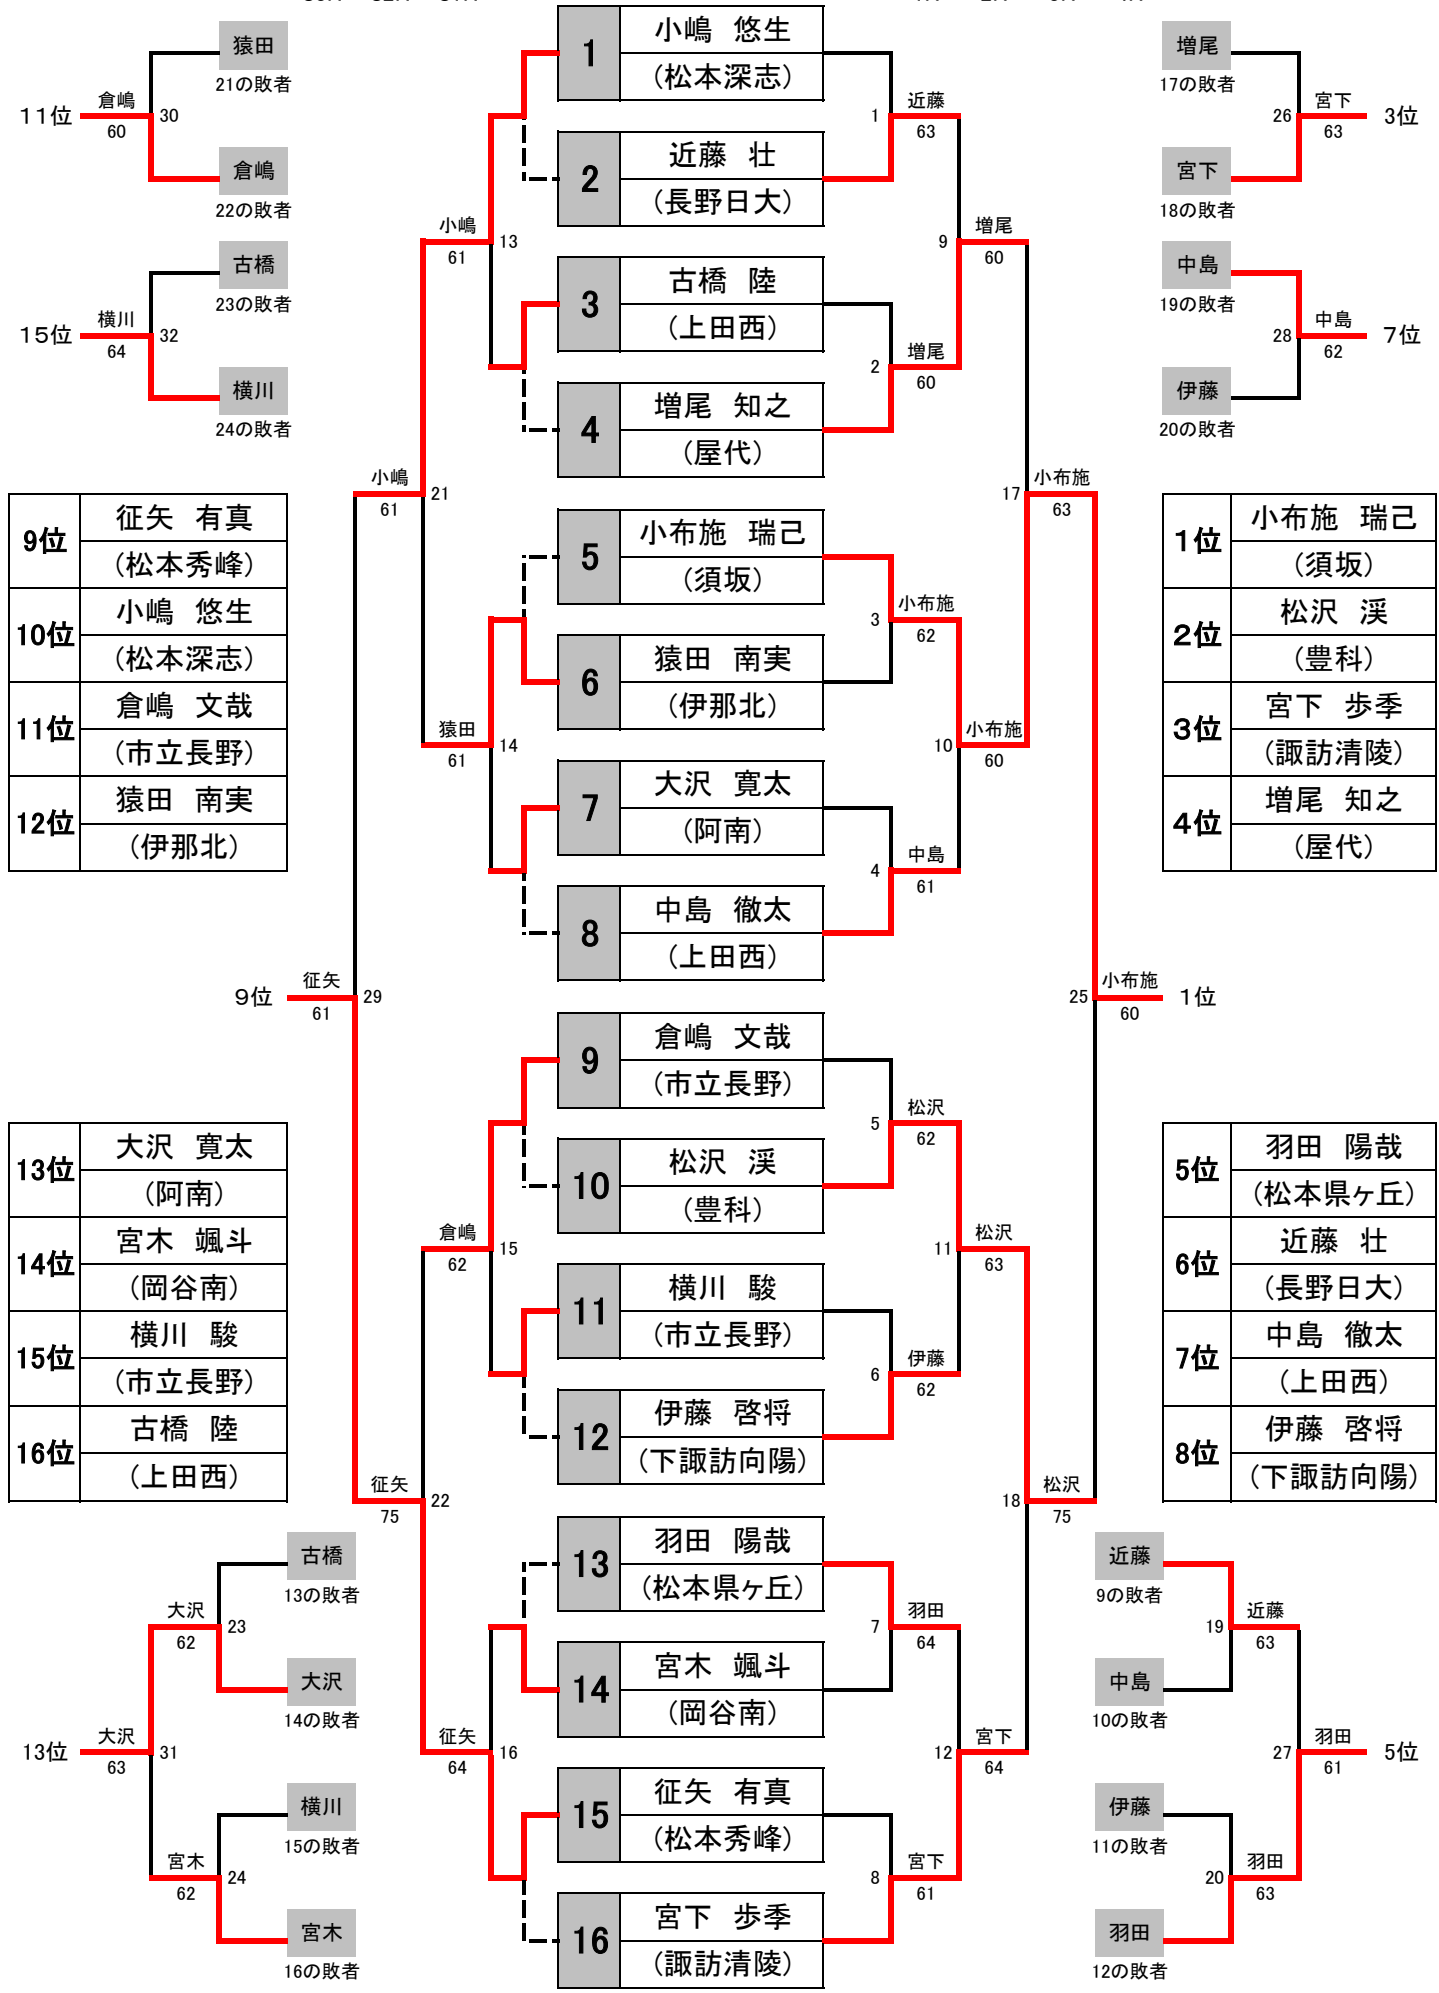 猿田
21の敗者
11位
倉嶋
60
30
倉嶋
22の敗者
古橋
23の敗者
15位
横川
64
32
横川
24の敗者
1
小嶋 悠生
(松本深志)
2
近藤 壮
(長野日大)
3
古橋 陸
(上田西)
4
増尾 知之
(屋代)
5
小布施 瑞己
(須坂)
6
猿田 南実
(伊那北)
7
大沢 寛太
(阿南)
8
中島 徹太
(上田西)
9
倉嶋 文哉
(市立長野)
10
松沢 渓
(豊科)
11
横川 駿
(市立長野)
12
伊藤 啓将
(下諏訪向陽)
13
羽田 陽哉
(松本県ヶ丘)
14
宮木 颯斗
(岡谷南)
15
征矢 有真
(松本秀峰)
16
宮下 歩季
(諏訪清陵)
小嶋
61
13
小嶋
61
21
猿田
61
14
9位
征矢
61
29
倉嶋
62
15
征矢
75
22
征矢
64
16
1
近藤
63
9
増尾
60
2
増尾
60
17
小布施
63
3
小布施
62
10
小布施
60
4
中島
61
25
小布施
60
1位
5
松沢
62
11
松沢
63
6
伊藤
62
18
松沢
75
7
羽田
64
12
宮下
64
8
宮下
61
増尾
17の敗者
26
宮下
63
3位
宮下
18の敗者
中島
19の敗者
28
中島
62
7位
伊藤
20の敗者
9位
征矢 有真
(松本秀峰)
10位
小嶋 悠生
(松本深志)
11位
倉嶋 文哉
(市立長野)
12位
猿田 南実
(伊那北)
1位
小布施 瑞己
(須坂)
2位
松沢 渓
(豊科)
3位
宮下 歩季
(諏訪清陵)
4位
増尾 知之
(屋代)
13位
大沢 寛太
(阿南)
14位
宮木 颯斗
(岡谷南)
15位
横川 駿
(市立長野)
16位
古橋 陸
(上田西)
5位
羽田 陽哉
(松本県ヶ丘)
6位
近藤 壮
(長野日大)
7位
中島 徹太
(上田西)
8位
伊藤 啓将
(下諏訪向陽)
古橋
13の敗者
大沢
62
23
大沢
14の敗者
13位
大沢
63
31
横川
15の敗者
宮木
62
24
宮木
16の敗者
近藤
9の敗者
19
近藤
63
中島
10の敗者
27
羽田
61
5位
伊藤
11の敗者
20
羽田
63
羽田
12の敗者